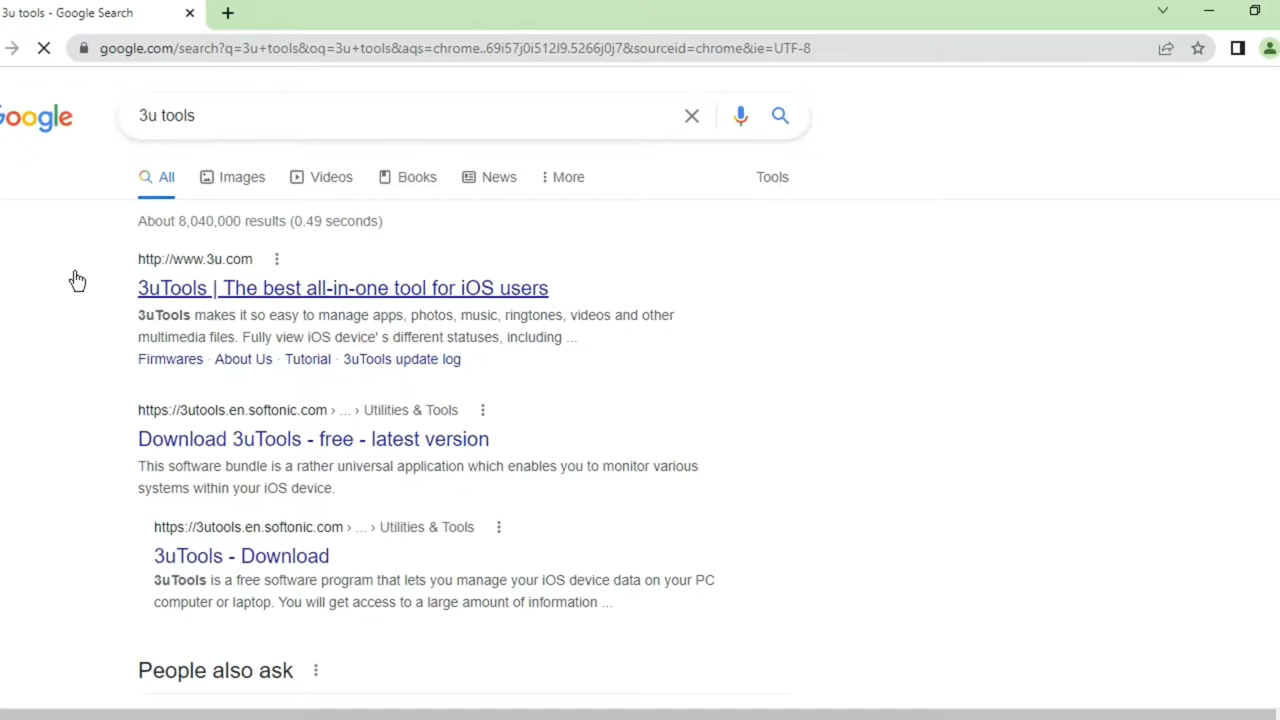 3u tools - Google Search
google.com/search?q=3u+tools&oq=3u+tools&aqs=chrome..69i57j0i512l9.5266j0j7&sourceid=chrome&ie=UTF-8
Google
3u tools
All
Images
Videos
Books
News
More
Tools
About 8,040,000 results (0.49 seconds)
http://www.3u.com
3uTools | The best all-in-one tool for iOS users
3uTools makes it so easy to manage apps, photos, music, ringtones, videos and other
multimedia files. Fully view iOS device' s different statuses, including ...
Firmwares · About Us · Tutorial · 3uTools update log
https://3utools.en.softonic.com › ... › Utilities & Tools
Download 3uTools - free - latest version
This software bundle is a rather universal application which enables you to monitor various
systems within your iOS device.
https://3utools.en.softonic.com › ... › Utilities & Tools
3uTools - Download
3uTools is a free software program that lets you manage your iOS device data on your PC
computer or laptop. You will get access to a large amount of information ...
People also ask